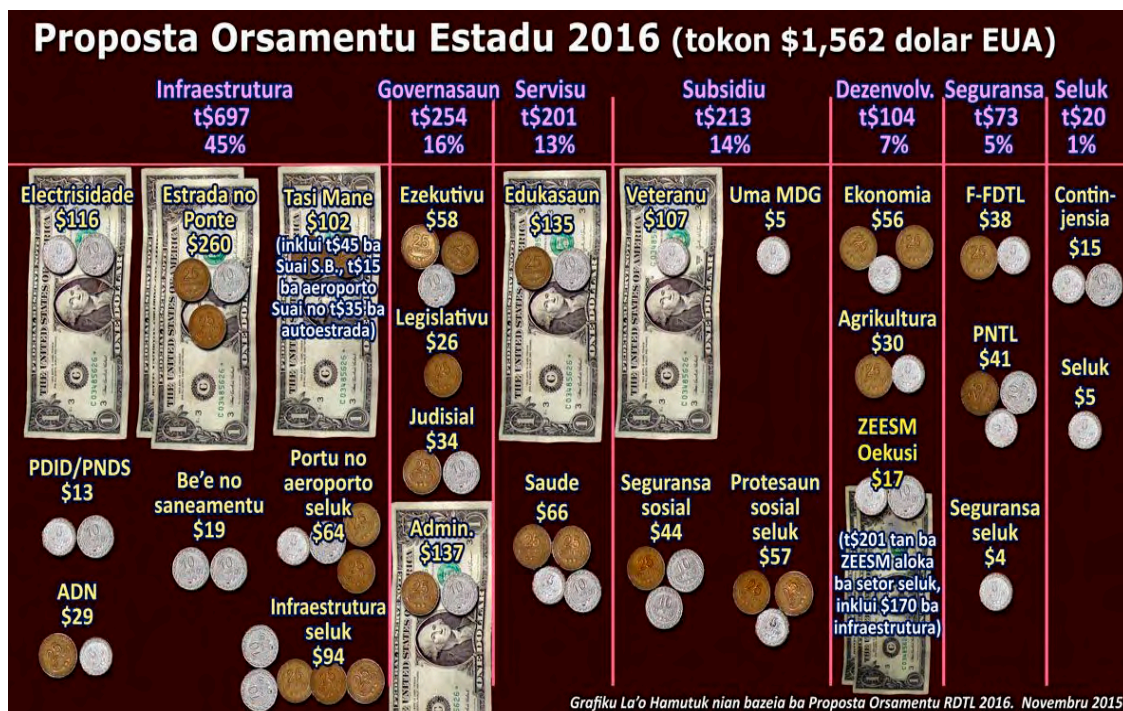 Proposta Orsamentu Estadu 2016 (tokon $1,562 dolar EUA)
Infraestrutura
t$697
45%
Governasaun
t$254
16%
Servisu
t$201
13%
Subsidiu
t$213
14%
Dezenvolv.
t$104
7%
Seguransa
t$73
5%
Seluk
t$20
1%
Electrisidade
$116
Estrada no
Ponte
$260
Tasi Mane
$102
(inklui t$45 ba
Suai S.B., t$15
ba aeroporto
Suai no t$35 ba
autoestrada)
PDID/PNDS
$13
Be'e no
saneamentu
$19
Portu no
aeroporto
seluk
$64
ADN
$29
Infraestrutura
seluk
$94
Ezekutivu
$58
Legislativu
$26
Judisial
$34
Admin.
$137
Edukasaun
$135
Saude
$66
Veteranu
$107
Uma MDG
$5
Seguransa
sosial
$44
Protesaun
sosial
seluk
$57
Ekonomia
$56
Agrikultura
$30
ZEESM
Oekusi
$17
(t$201 tan ba
ZEESM aloka
ba setor seluk,
inklui $170 ba
infraestrutura)
F-FDTL
$38
PNTL
$41
Seguransa
seluk
$4
Contin-
jensia
$15
Seluk
$5
Grafiku La'o Hamutuk nian bazeia ba Proposta Orsamentu RDTL 2016. Novembru 2015